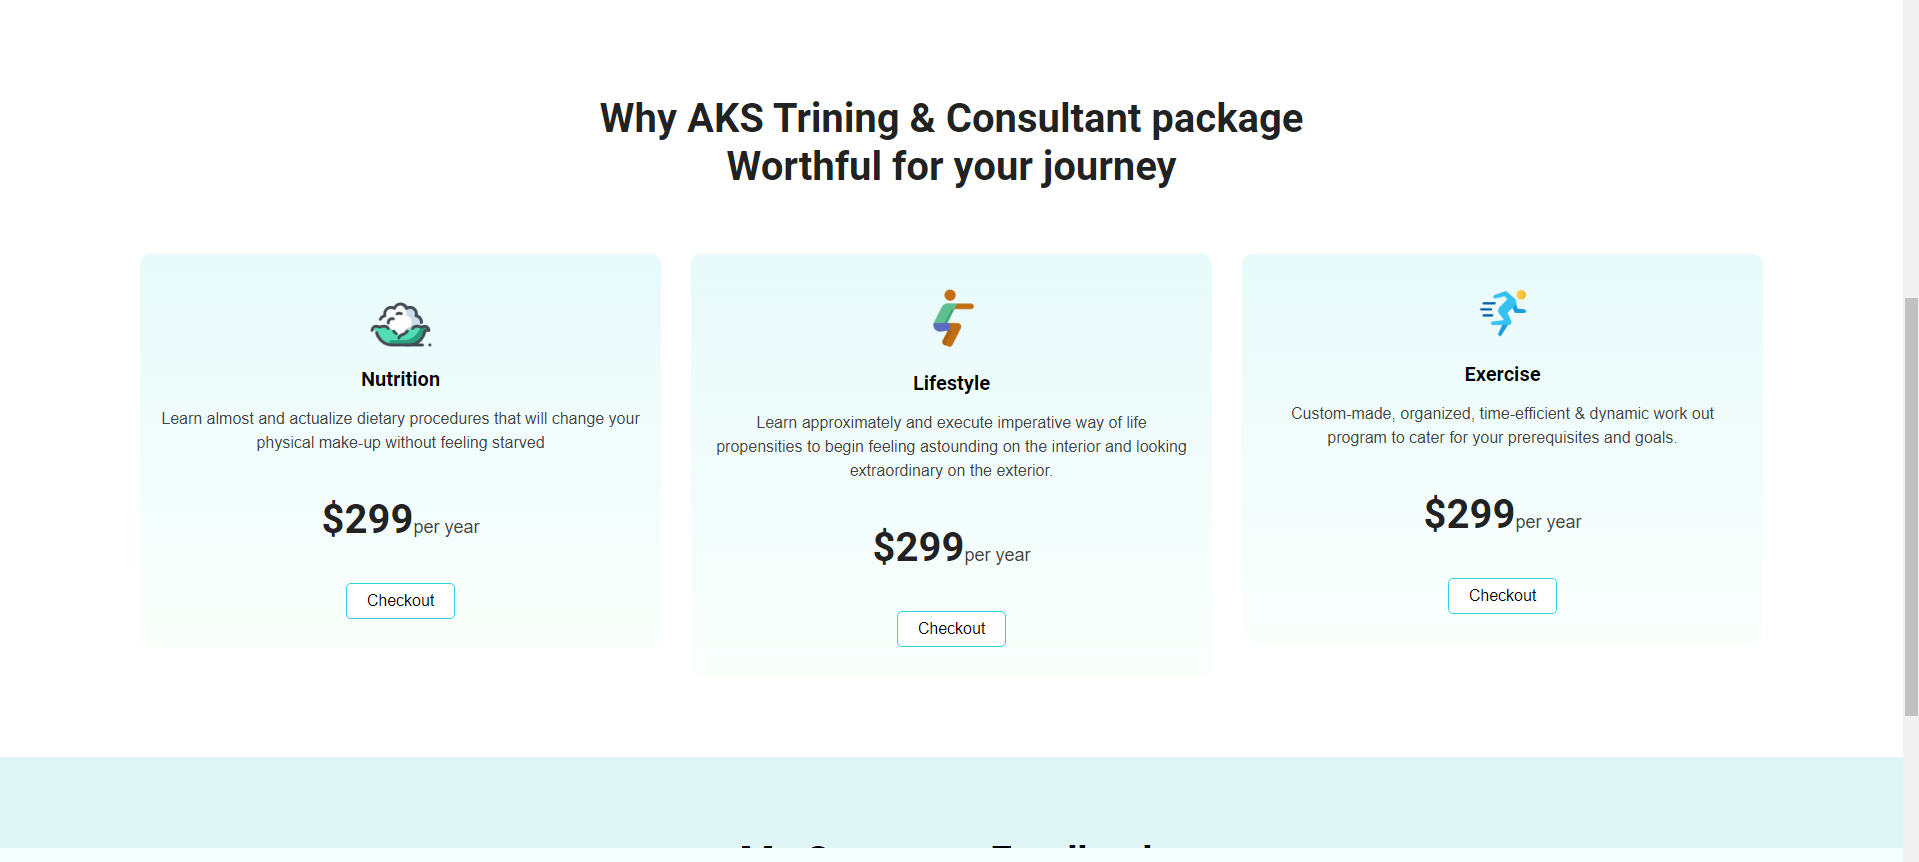 Why AKS Trining & Consultant package
Worthful for your journey
Nutrition
Learn almost and actualize dietary procedures that will change your
physical make-up without feeling starved
$299per year
Checkout
Lifestyle
Learn approximately and execute imperative way of life
propensities to begin feeling astounding on the interior and looking
extraordinary on the exterior.
$299per year
Checkout
Exercise
Custom-made, organized, time-efficient & dynamic work out
program to cater for your prerequisites and goals.
$299per year
Checkout